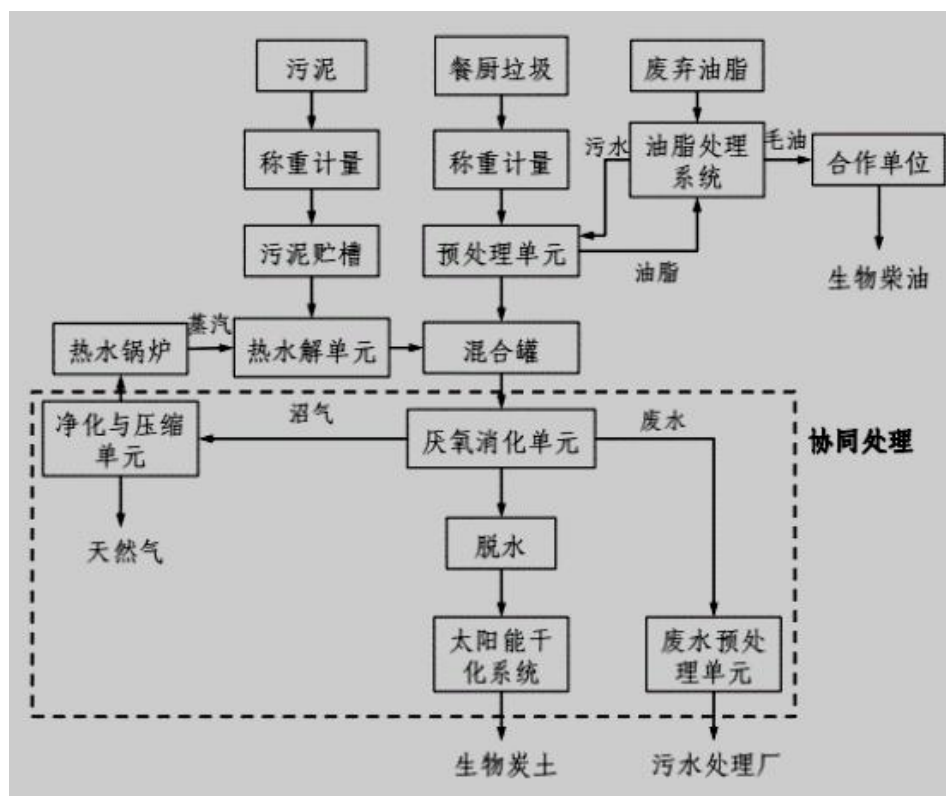 污泥
餐厨垃圾
废弃油脂
称重计量
称重计量
污水
油脂处理
系统
毛油
合作单位
污泥贮槽
预处理单元
油脂
生物柴油
热水锅炉
蒸汽
热水解单元
混合罐
净化与压缩
单元
沼气
厌氧消化单元
废水
协同处理
天然气
脱水
太阳能干
化系统
废水预处
理单元
生物炭土
污水处理厂